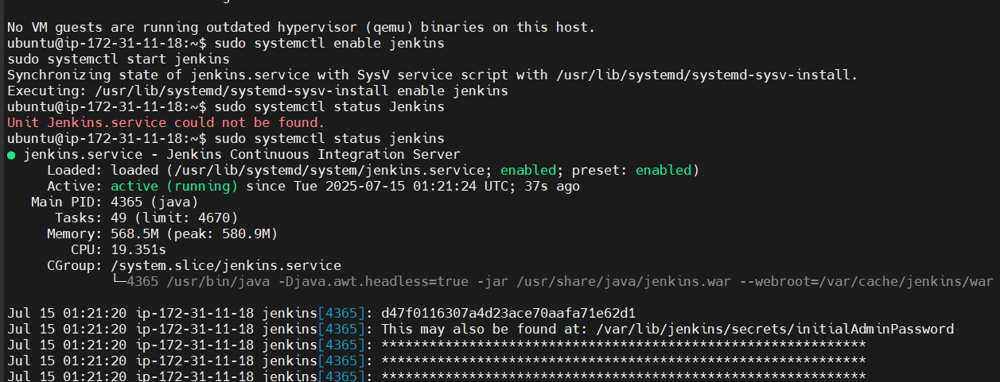 No VM guests are running outdated hypervisor (qemu) binaries on this host.
ubuntu@ip-172-31-11-18:~$ sudo systemctl enable jenkins
sudo systemctl start jenkins
Synchronizing state of jenkins.service with SysV service script with /usr/lib/systemd/systemd-sysv-install.
Executing: /usr/lib/systemd/systemd-sysv-install enable jenkins
ubuntu@ip-172-31-11-18:~$ sudo systemctl status Jenkins
Unit Jenkins.service could not be found.
ubuntu@ip-172-31-11-18:~$ sudo systemctl status jenkins
● jenkins.service - Jenkins Continuous Integration Server
     Loaded: loaded (/usr/lib/systemd/system/jenkins.service; enabled; preset: enabled)
     Active: active (running) since Tue 2025-07-15 01:21:24 UTC; 37s ago
   Main PID: 4365 (java)
      Tasks: 49 (limit: 4670)
     Memory: 568.5M (peak: 580.9M)
        CPU: 19.351s
     CGroup: /system.slice/jenkins.service
             └─4365 /usr/bin/java -Djava.awt.headless=true -jar /usr/share/java/jenkins.war --webroot=/var/cache/jenkins/war
Jul 15 01:21:20 ip-172-31-11-18 jenkins[4365]: d47f0116307a4d23ace70aafa71e62d1
Jul 15 01:21:20 ip-172-31-11-18 jenkins[4365]: This may also be found at: /var/lib/jenkins/secrets/initialAdminPassword
Jul 15 01:21:20 ip-172-31-11-18 jenkins[4365]: *************************************************************
Jul 15 01:21:20 ip-172-31-11-18 jenkins[4365]: *************************************************************
Jul 15 01:21:20 ip-172-31-11-18 jenkins[4365]: *************************************************************